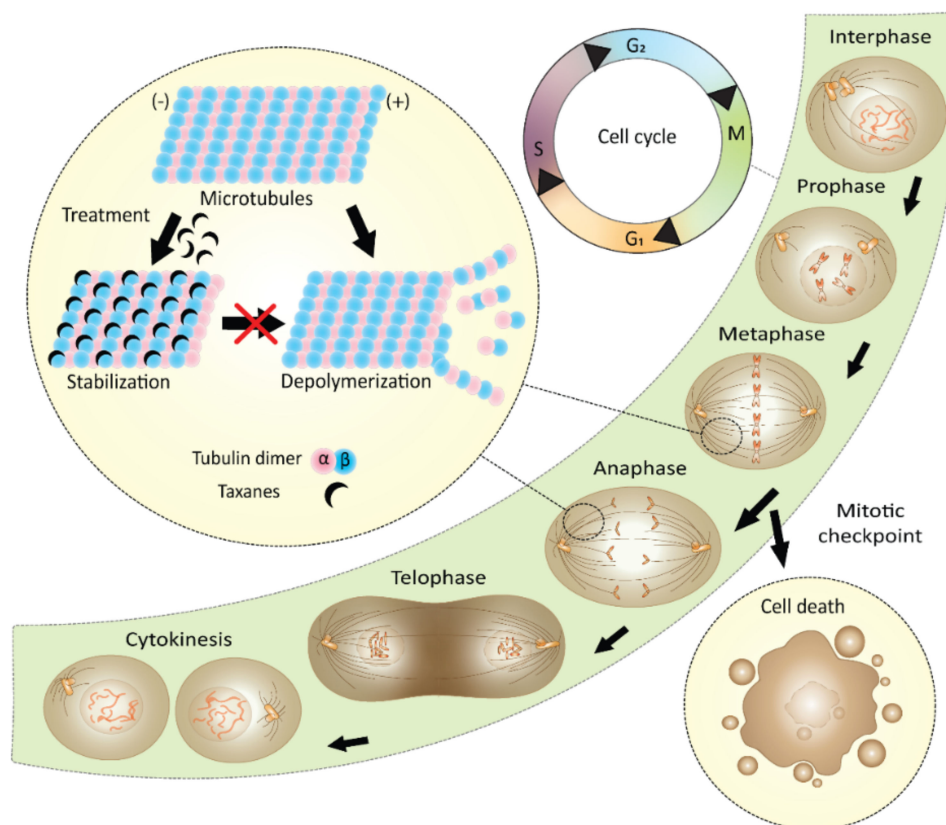 (-)
(+)
Microtubules
Treatment
Stabilization
Depolymerization
Tubulin dimer α β
Taxanes
G₂
M
G₁
S
Cell cycle
Interphase
Prophase
Metaphase
Anaphase
Mitotic
checkpoint
Telophase
Cytokinesis
Cell death